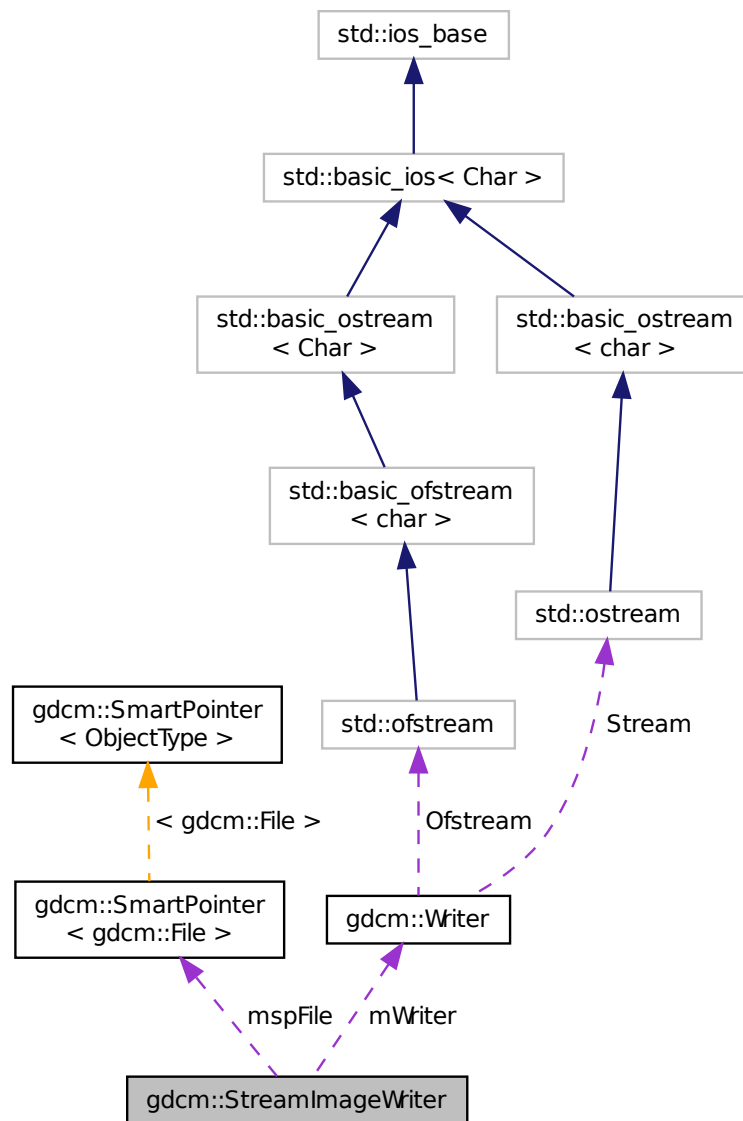 std::ios_base
std::basic_ios< Char >
std::basic_ostream
< Char >
std::basic_ostream
< char >
std::basic_ofstream
< char >
std::ostream
gdcm::SmartPointer
< ObjectType >
std::ofstream
Stream
< gdcm::File >
Ofstream
gdcm::SmartPointer
< gdcm::File >
gdcm::Writer
mspFile
mWriter
gdcm::StreamImageWriter